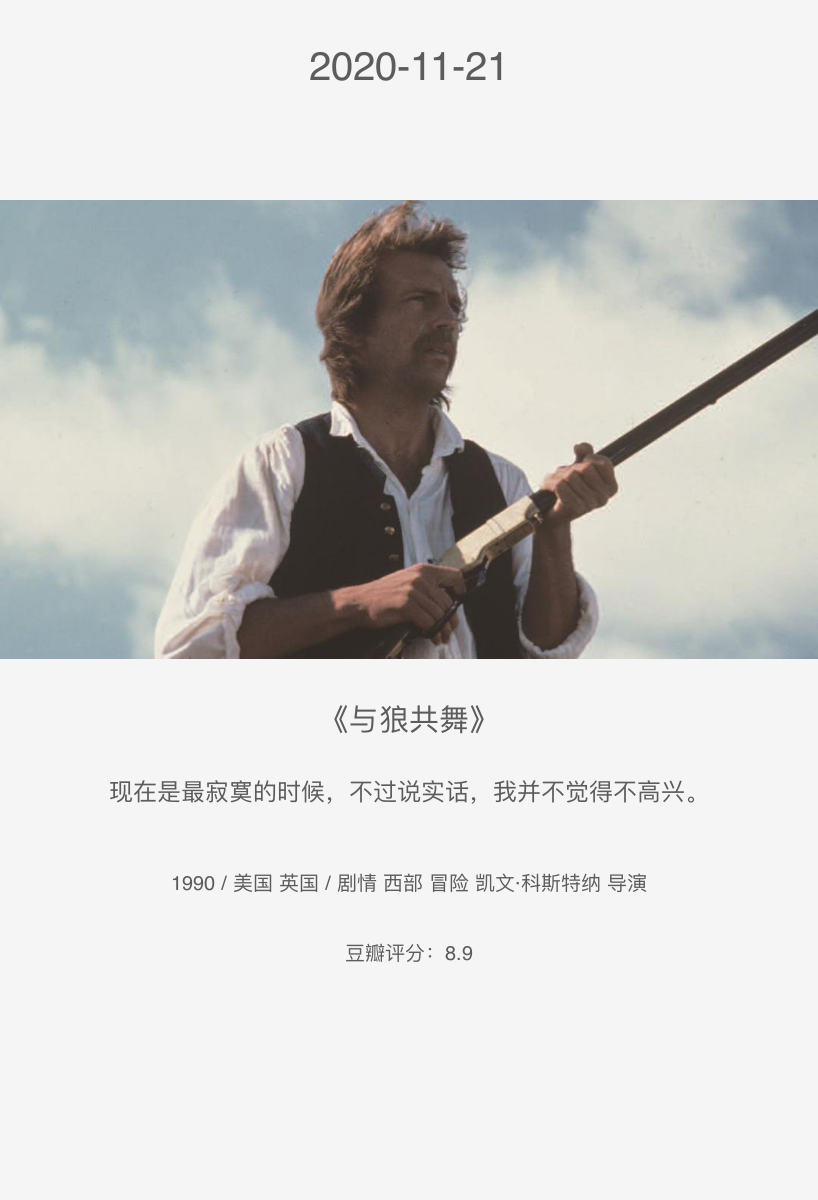 2020-11-21
《与狼共舞》
现在是最寂寞的时候，不过说实话，我并不觉得不高兴。
1990 / 美国 英国 / 剧情 西部 冒险 凯文·科斯特纳 导演
豆瓣评分：8.9